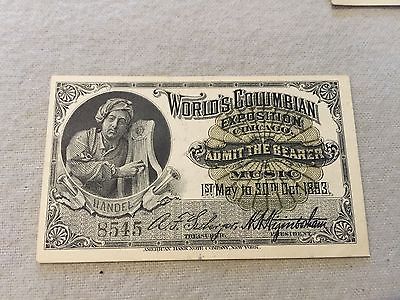 WORLD'S COLUMBIAN
EXPOSITION
CHICAGO.
ADMIT THE BEARER
MUSIC
1ST May to 30TH Oct. 1893.
HANDEL
8545
TREASURER. PRESIDENT.
AMERICAN BANK NOTE COMPANY, NEW YORK.